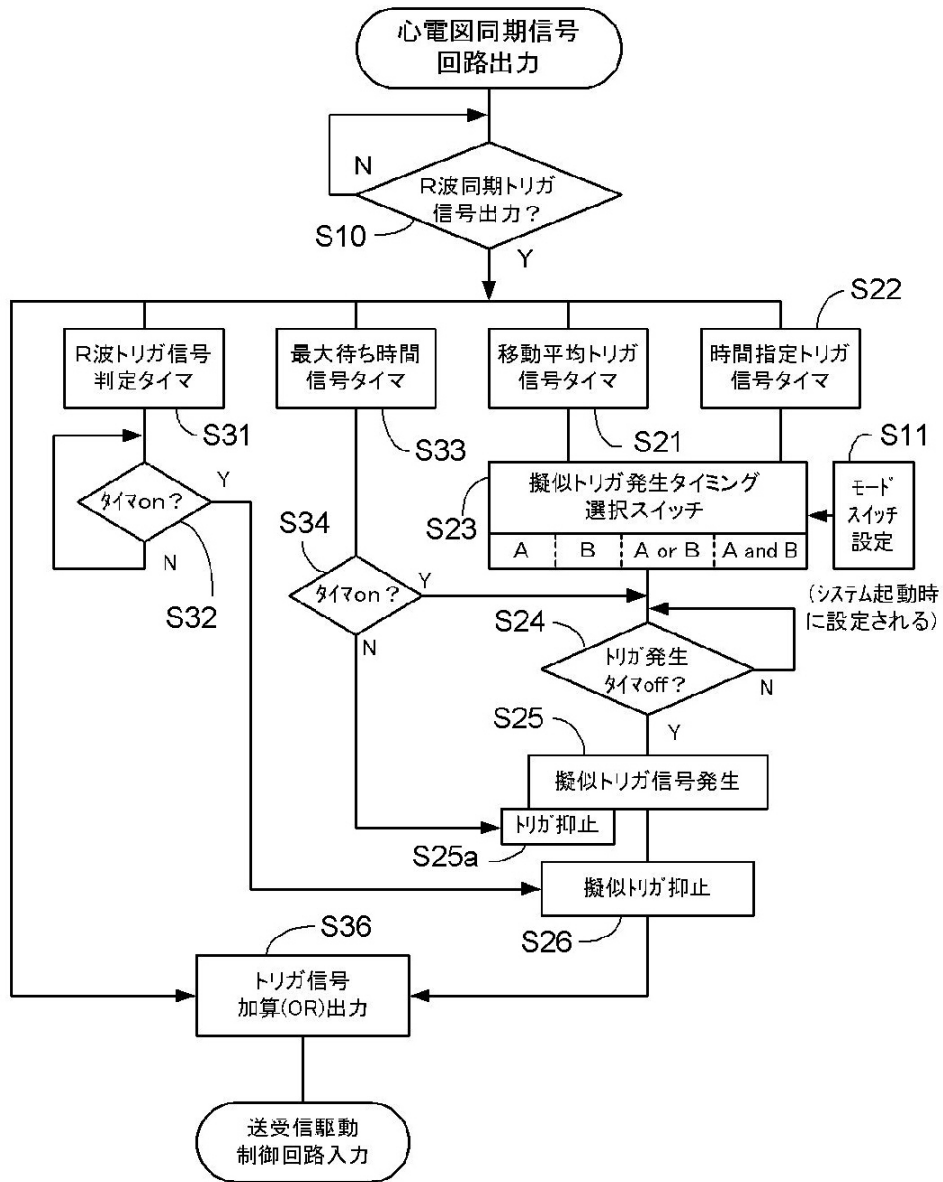 心電図同期信号
回路出力
N
R波同期トリガ
信号出力?
S10
Y
S22
R波トリガ信号
判定タイマ
最大待ち時間
信号タイマ
移動平均トリガ
信号タイマ
時間指定トリガ
信号タイマ
S31
S33
S21
S11
タイマon?
Y
N
S32
S23
擬似トリガ発生タイミング
選択スイッチ
A
B
A or B
A and B
モード
スイッチ
設定
(システム起動時
に設定される)
S34
タイマon?
Y
N
S24
トリガ発生
タイマoff?
N
Y
S25
擬似トリガ信号発生
トリガ抑止
S25a
擬似トリガ抑止
S26
S36
トリガ信号
加算(OR)出力
送受信駆動
制御回路入力